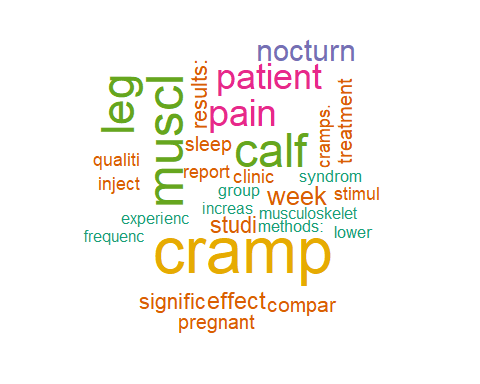 nocturn
leg
muscl
results:
patient
pain
cramps.
treatment
qualiti
sleep
calf
inject
report
clinic
syndrom
group
week
stimul
experienc
increas
musculoskelet
frequenc
studi
methods:
lower
cramp
signific
effect
compar
pregnant